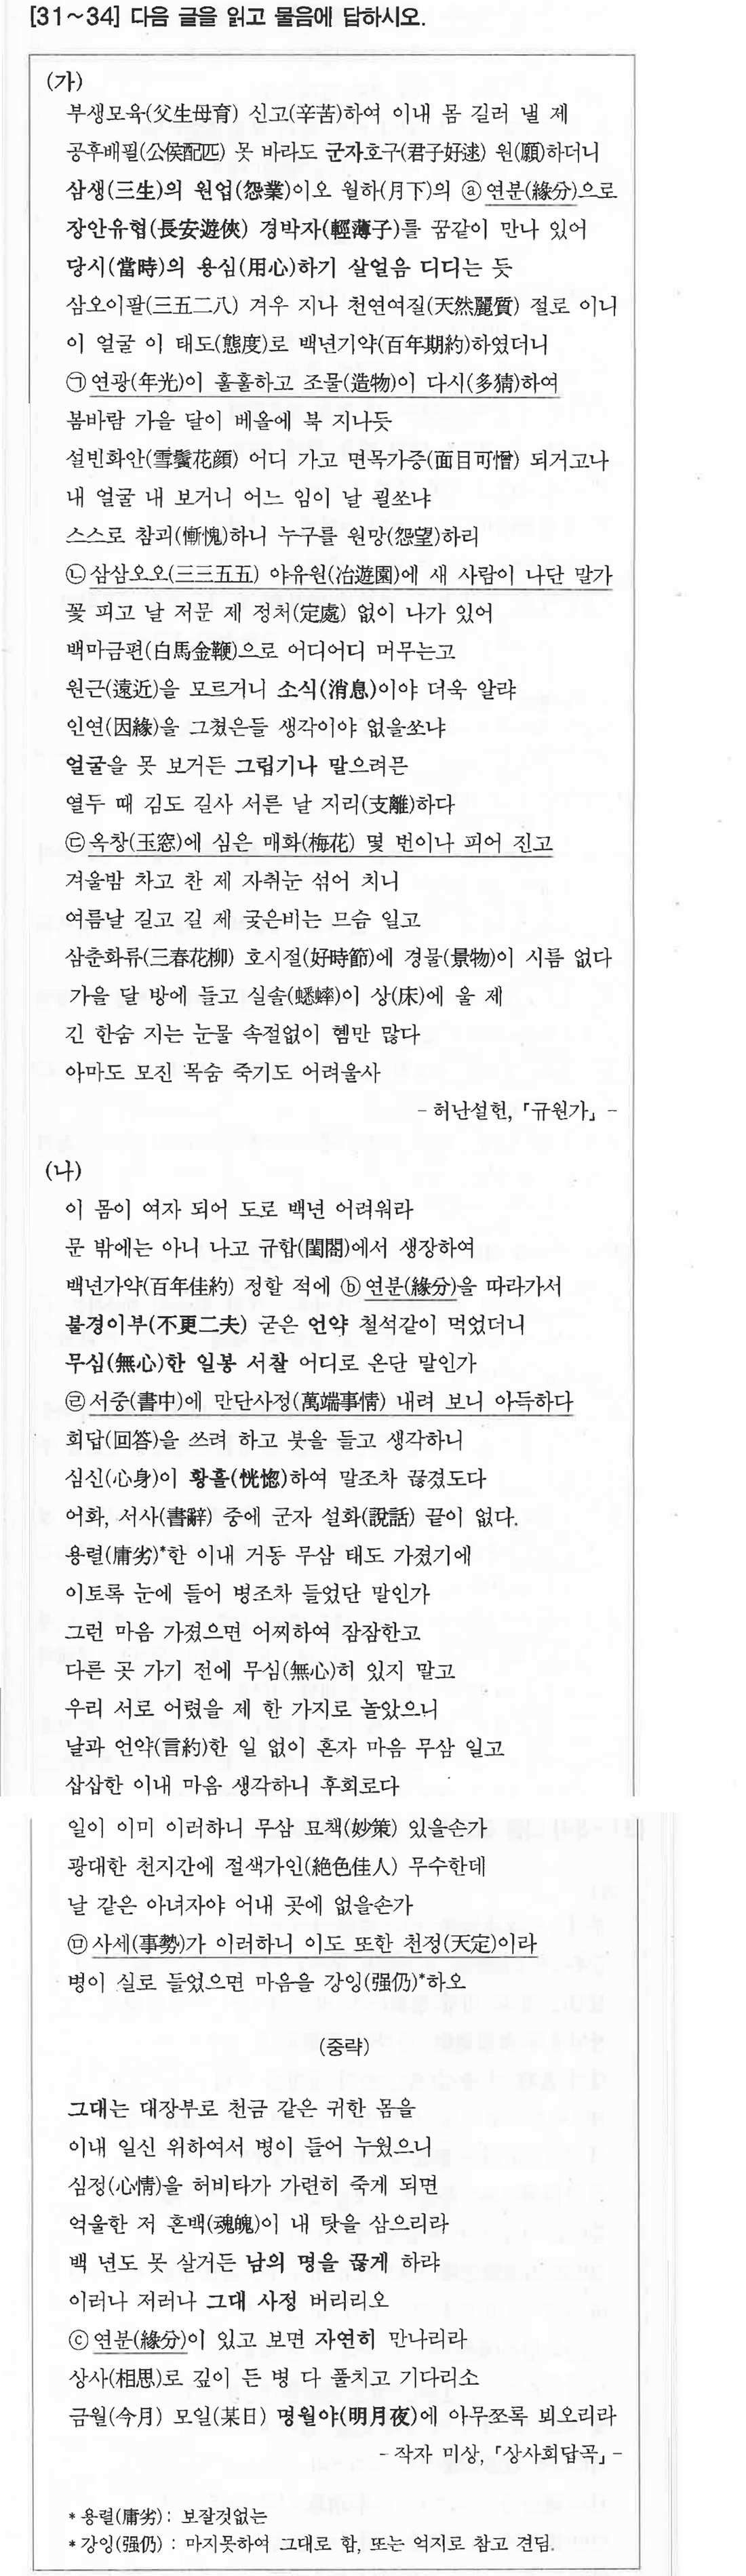 [31~34] 다음 글을 읽고 물음에 답하시오.
(가)
부생모육(父生母育) 신고(辛苦)하여 이내 몸 길러 낼 제
공후배필(公侯配匹) 못 바라도 군자호구(君子好逑) 원(願)하더니
삼생(三生)의 원업(怨業)이오 월하(月下)의 ⓐ연분(緣分)으로
장안유협(長安遊俠) 경박자(輕薄子)를 꿈같이 만나 있어
당시(當時)의 용심(用心)하기 살얼음 디디는 듯
삼오이팔(三五二八) 겨우 지나 천연여질(天然麗質) 절로 이니
이 얼굴 이 태도(態度)로 백년기약(百年期約)하였더니
㉠연광(年光)이 훌훌하고 조물(造物)이 다시(多猜)하여
봄바람 가을 달이 베올에 북 지나듯
설빈화안(雪鬢花顔) 어디 가고 면목가증(面目可憎) 되거고나
내 얼굴 내 보거니 어느 임이 날 괼쏘냐
스스로 참괴(慚愧)하니 누구를 원망(怨望)하리
㉡삼삼오오(三三五五) 야유원(冶遊園)에 새 사람이 나단 말가
꽃 피고 날 저문 제 정처(定處) 없이 나가 있어
백마금편(白馬金鞭)으로 어디어디 머무는고
원근(遠近)을 모르거니 소식(消息)이야 더욱 알랴
인연(因緣)을 그쳤은들 생각이야 없을쏘냐
얼굴을 못 보거든 그립기나 말으려믄
열두 때 김도 길사 서른 날 지리(支離)하다
㉢옥창(玉窓)에 심은 매화(梅花) 몇 번이나 피어 진고
겨울밤 차고 찬 제 자취눈 섞어 치니
여름날 길고 길 제 궂은비는 므슴 일고
삼춘화류(三春花柳) 호시절(好時節)에 경물(景物)이 시름 없다
가을 달 방에 들고 실솔(蟋蟀)이 상(床)에 울 제
긴 한숨 지는 눈물 속절없이 헴만 많다
아마도 모진 목숨 죽기도 어려울사
- 허난설헌, 「규원가」 -
(나)
이 몸이 여자 되어 도로 백년 어려워라
문 밖에는 아니 나고 규합(閨閤)에서 생장하여
백년가약(百年佳約) 정할 적에 ⓑ연분(緣分)을 따라가서
불경이부(不更二夫) 굳은 언약 철석같이 먹었더니
무심(無心)한 일봉 서찰 어디로 온단 말인가
㉣서중(書中)에 만단사정(萬端事情) 내려 보니 아득하다
회답(回答)을 쓰려 하고 붓을 들고 생각하니
심신(心身)이 황홀(恍惚)하여 말조차 끊겼도다
어화, 서사(書辭) 중에 군자 설화(說話) 끝이 없다.
용렬(庸劣)*한 이내 거동 무삼 태도 가졌기에
이토록 눈에 들어 병조차 들었단 말인가
그런 마음 가졌으면 어찌하여 잠잠한고
다른 곳 가기 전에 무심(無心)히 있지 말고
우리 서로 어렸을 제 한 가지로 놀았으니
날과 언약(言約)한 일 없이 혼자 마음 무삼 일고
삽삽한 이내 마음 생각하니 후회로다
일이 이미 이러하니 무삼 묘책(妙策) 있을손가
광대한 천지간에 절색가인(絶色佳人) 무수한데
날 같은 아녀자야 어내 곳에 없을손가
㉤사세(事勢)가 이러하니 이도 또한 천정(天定)이라
병이 실로 들었으면 마음을 강잉(强仍)*하오
(중략)
그대는 대장부로 천금 같은 귀한 몸을
이내 일신 위하여서 병이 들어 누웠으니
심정(心情)을 허비타가 가련히 죽게 되면
억울한 저 혼백(魂魄)이 내 탓을 삼으리라
백 년도 못 살거든 남의 명을 끊게 하랴
이러나 저러나 그대 사정 버리리오
ⓒ연분(緣分)이 있고 보면 자연히 만나리라
상사(相思)로 깊이 든 병 다 풀치고 기다리소
금월(今月) 모일(某日) 명월야(明月夜)에 아무쪼록 뵈오리라
- 작자 미상, 「상사회답곡」 -
* 용렬(庸劣) : 보잘것없는
* 강잉(强仍) : 마지못하여 그대로 함, 또는 억지로 참고 견딤.